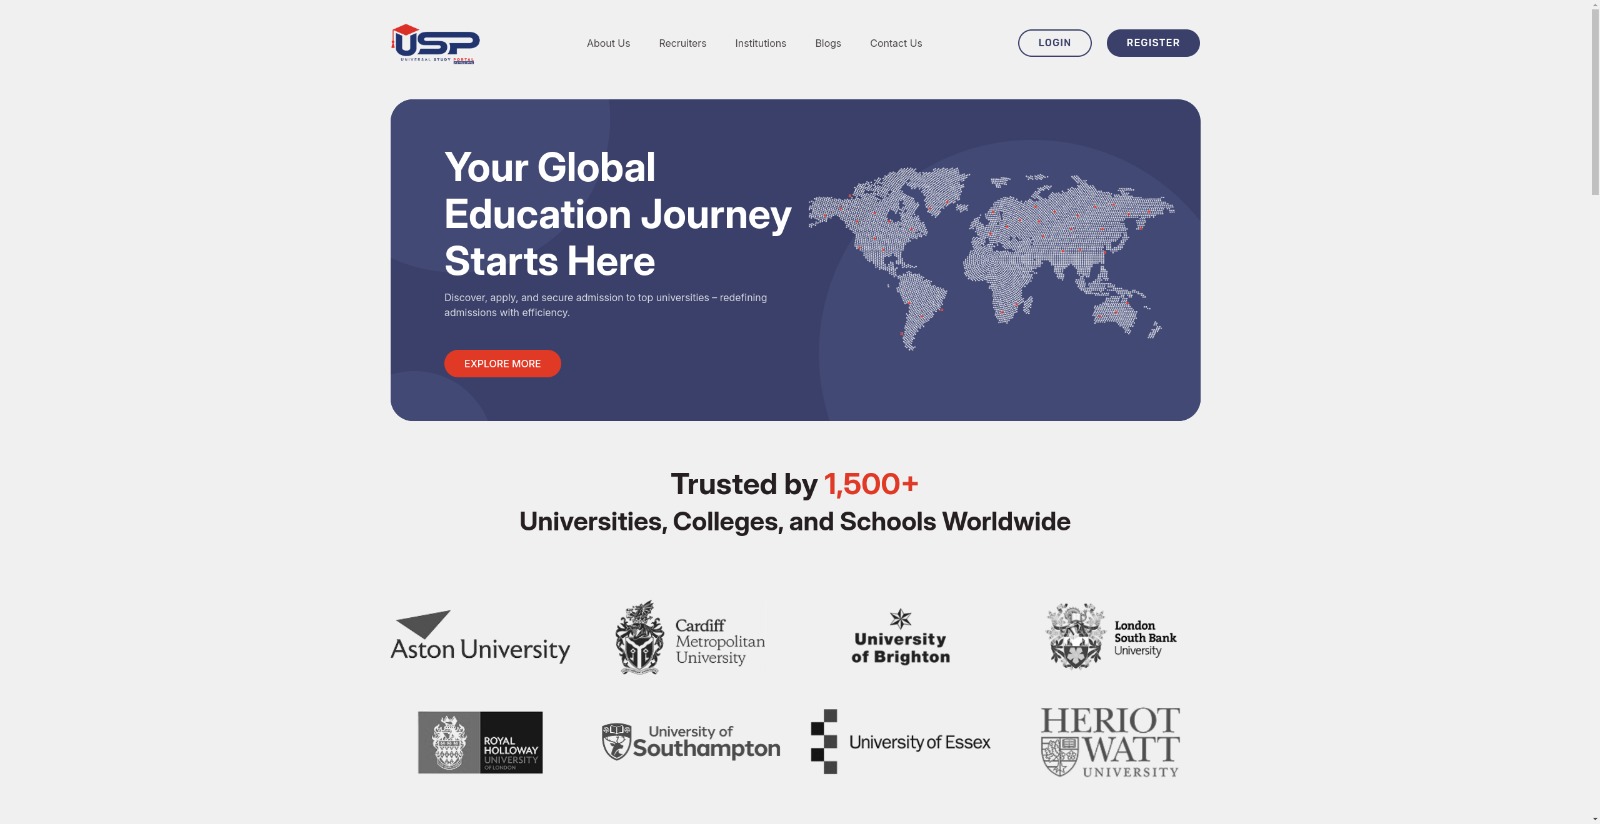 USP
UNIVERSAL STUDY PORTAL
About Us
Recruiters
Institutions
Blogs
Contact Us
LOGIN
REGISTER
Your Global
Education Journey
Starts Here
Discover, apply, and secure admission to top universities – redefining
admissions with efficiency.
EXPLORE MORE
Trusted by 1,500+
Universities, Colleges, and Schools Worldwide
Aston University
Cardiff
Metropolitan
University
University
of Brighton
London
South Bank
University
ROYAL
HOLLOWAY
UNIVERSITY
OF LONDON
University of
Southampton
University of Essex
HERIOT
WATT
UNIVERSITY